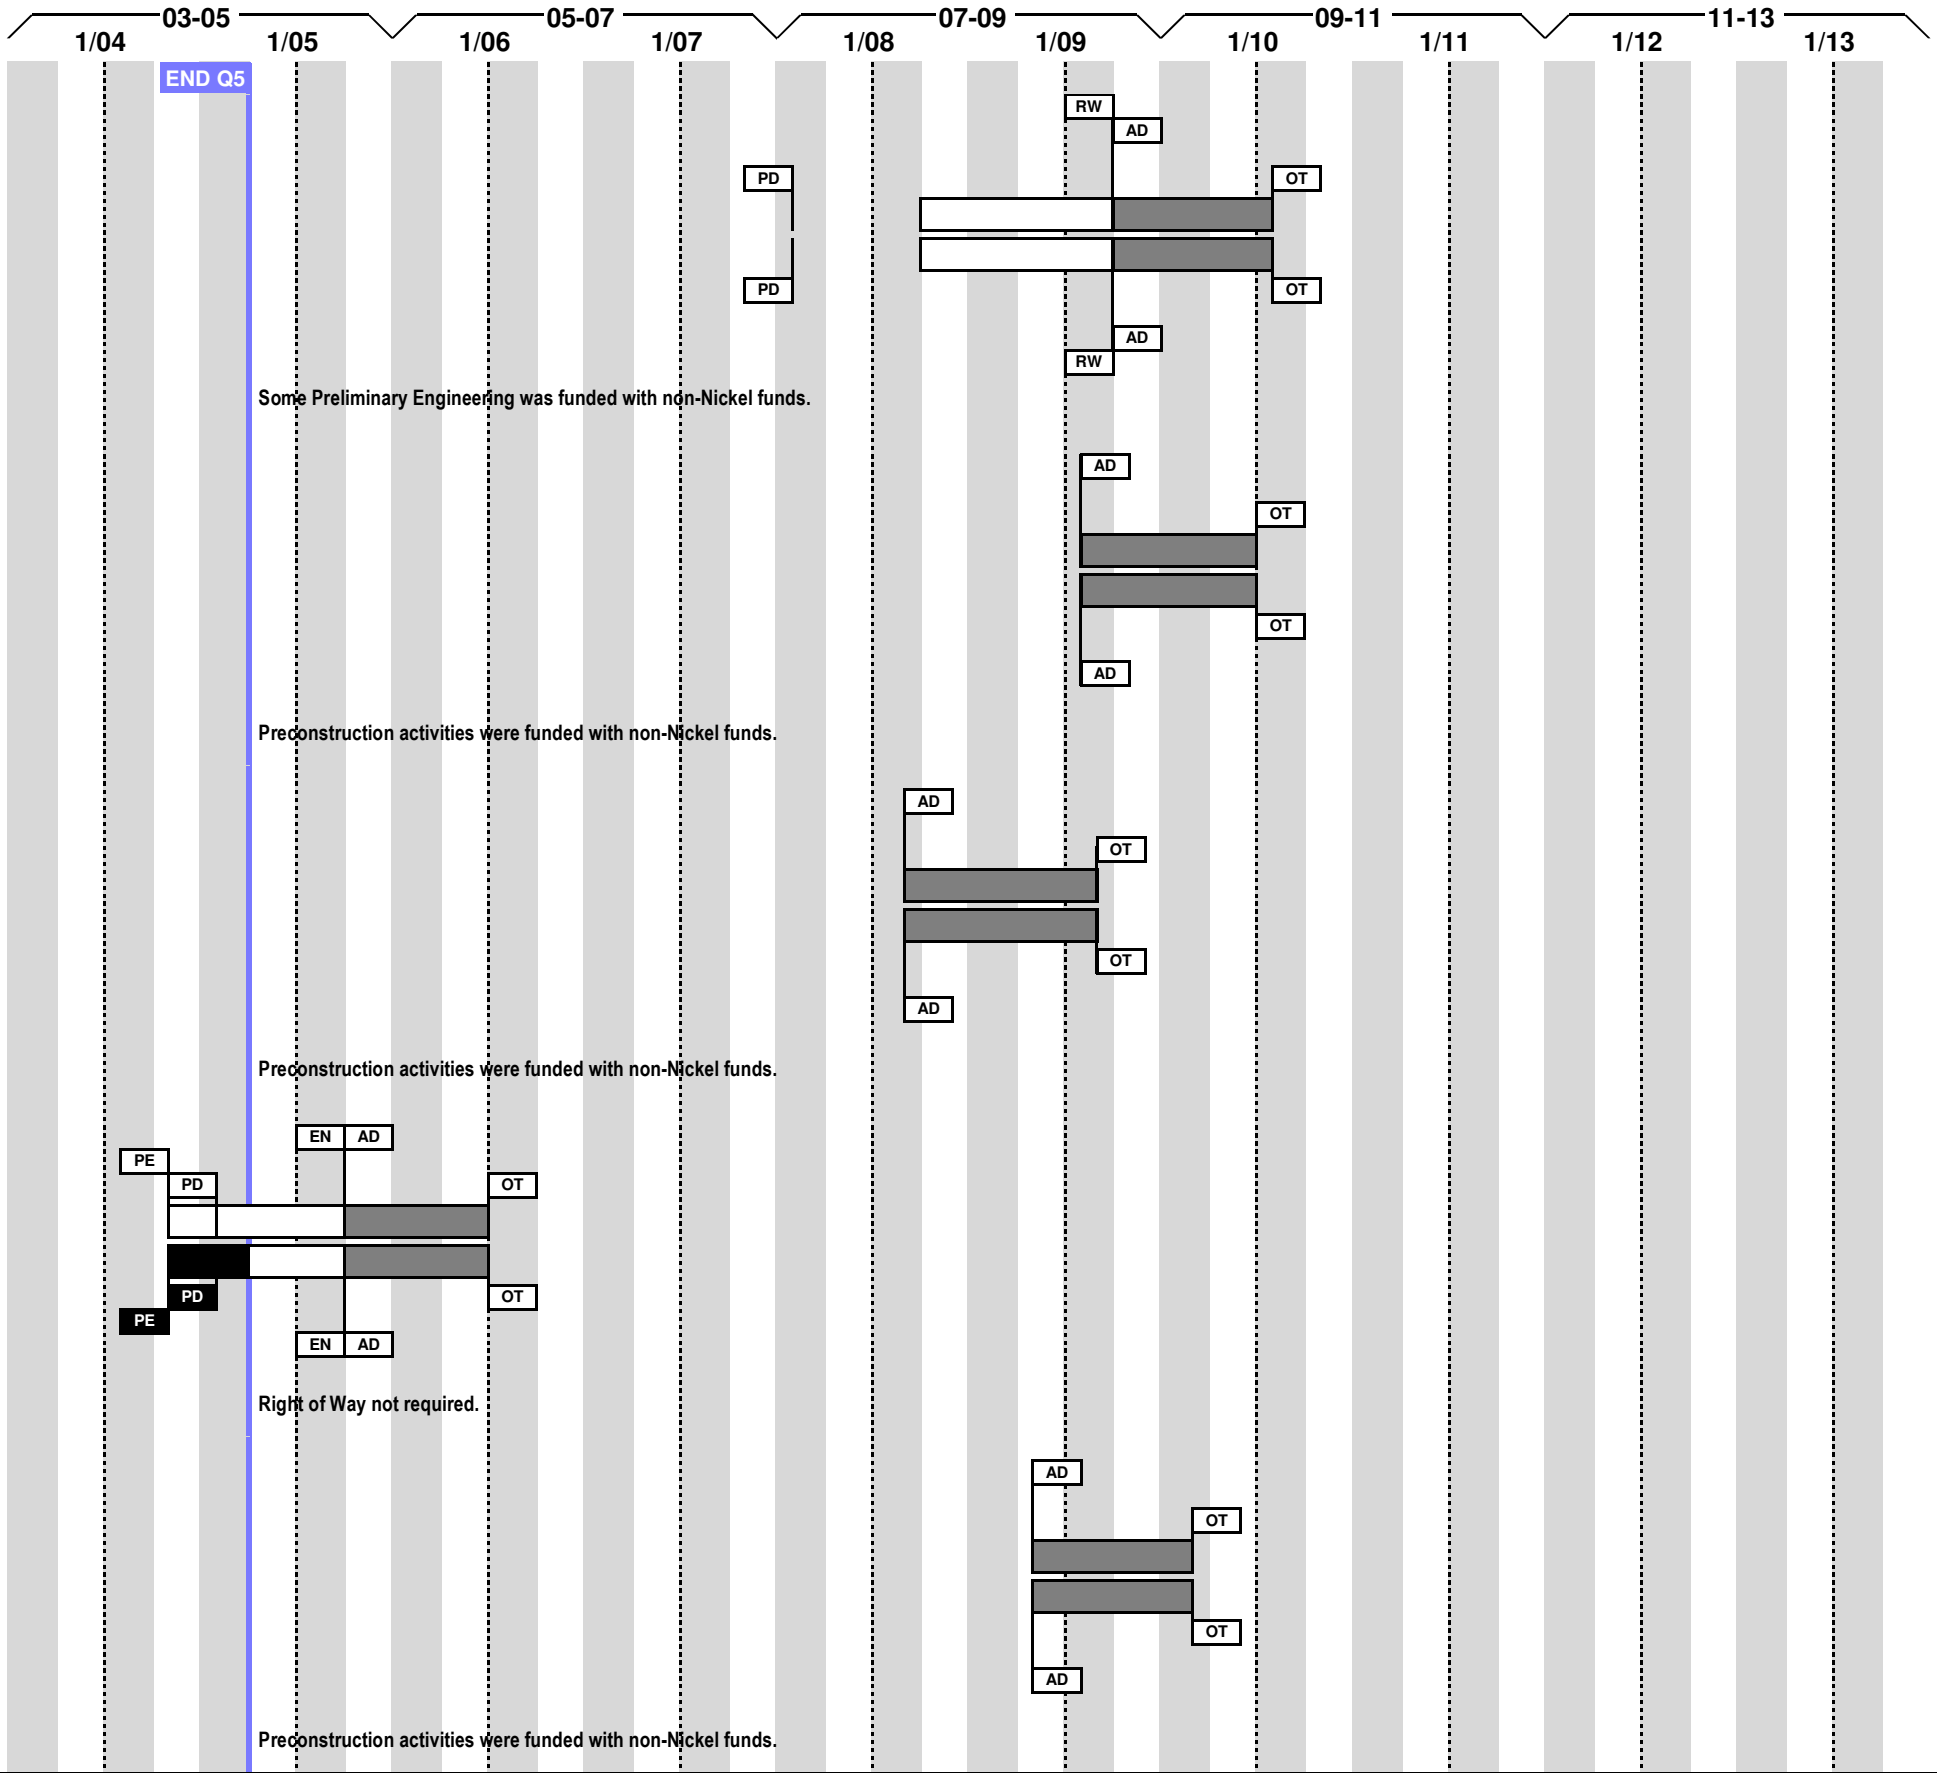 03-05 05-07 07-09 09-11 11-13
1/04 1/05 1/06 1/07 1/08 1/09 1/10 1/11 1/12 1/13
END Q5
RW
AD
PD OT
PD OT
AD
RW
Some Preliminary Engineering was funded with non-Nickel funds.
AD
OT
OT
AD
Preconstruction activities were funded with non-Nickel funds.
AD
OT
OT
AD
Preconstruction activities were funded with non-Nickel funds.
EN AD
PE
PD OT
PD OT
PE
EN AD
Right of Way not required.
AD
OT
OT
AD
Preconstruction activities were funded with non-Nickel funds.